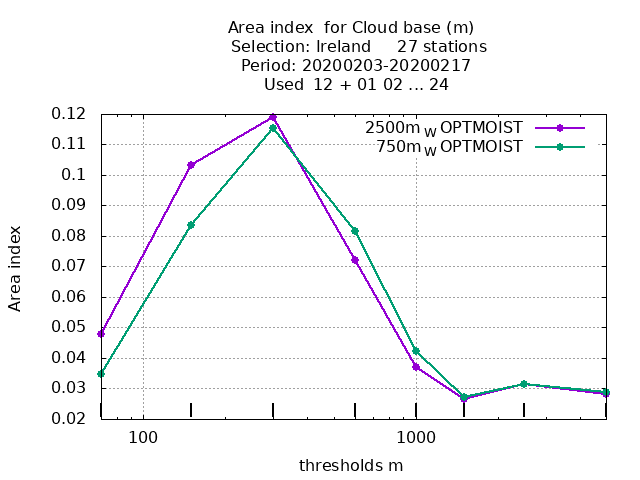 Area index  for Cloud base (m)
Selection: Ireland     27 stations
Period: 20200203-20200217
Used  12 + 01 02 ... 24
2500m W OPTMOIST
750m W OPTMOIST
0.12
0.11
0.1
0.09
0.08
0.07
0.06
0.05
0.04
0.03
0.02
Area index
100
1000
thresholds m